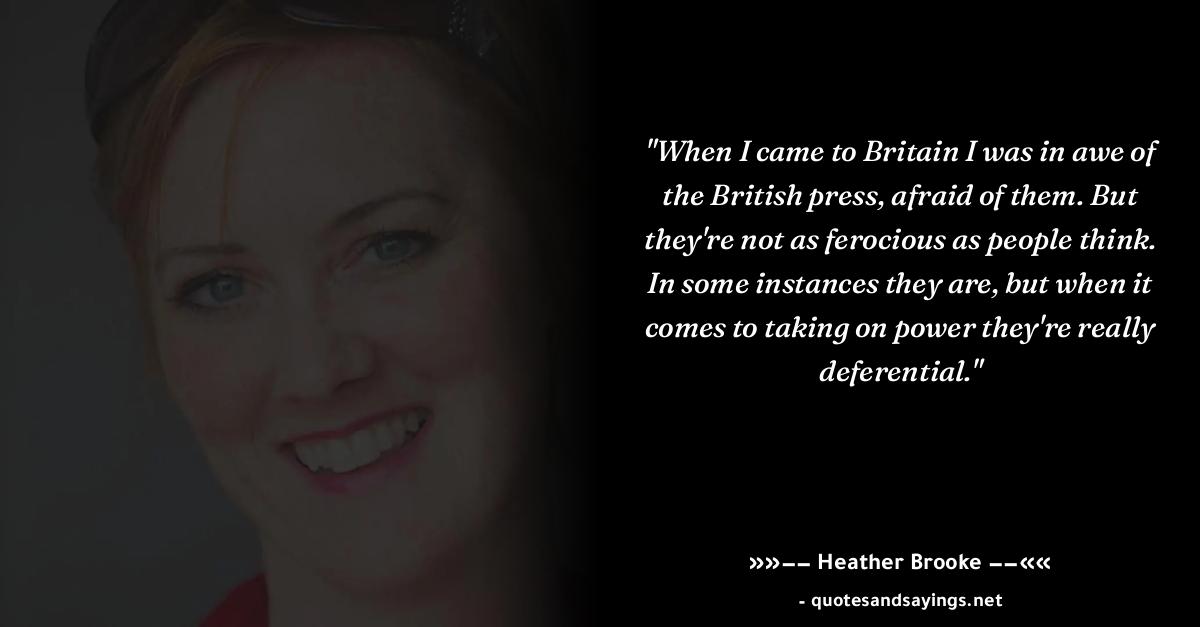 "When I came to Britain I was in awe of
the British press, afraid of them. But
they're not as ferocious as people think.
In some instances they are, but when it
comes to taking on power they're really
deferential."
»»−− Heather Brooke −−««
- quotesandsayings.net